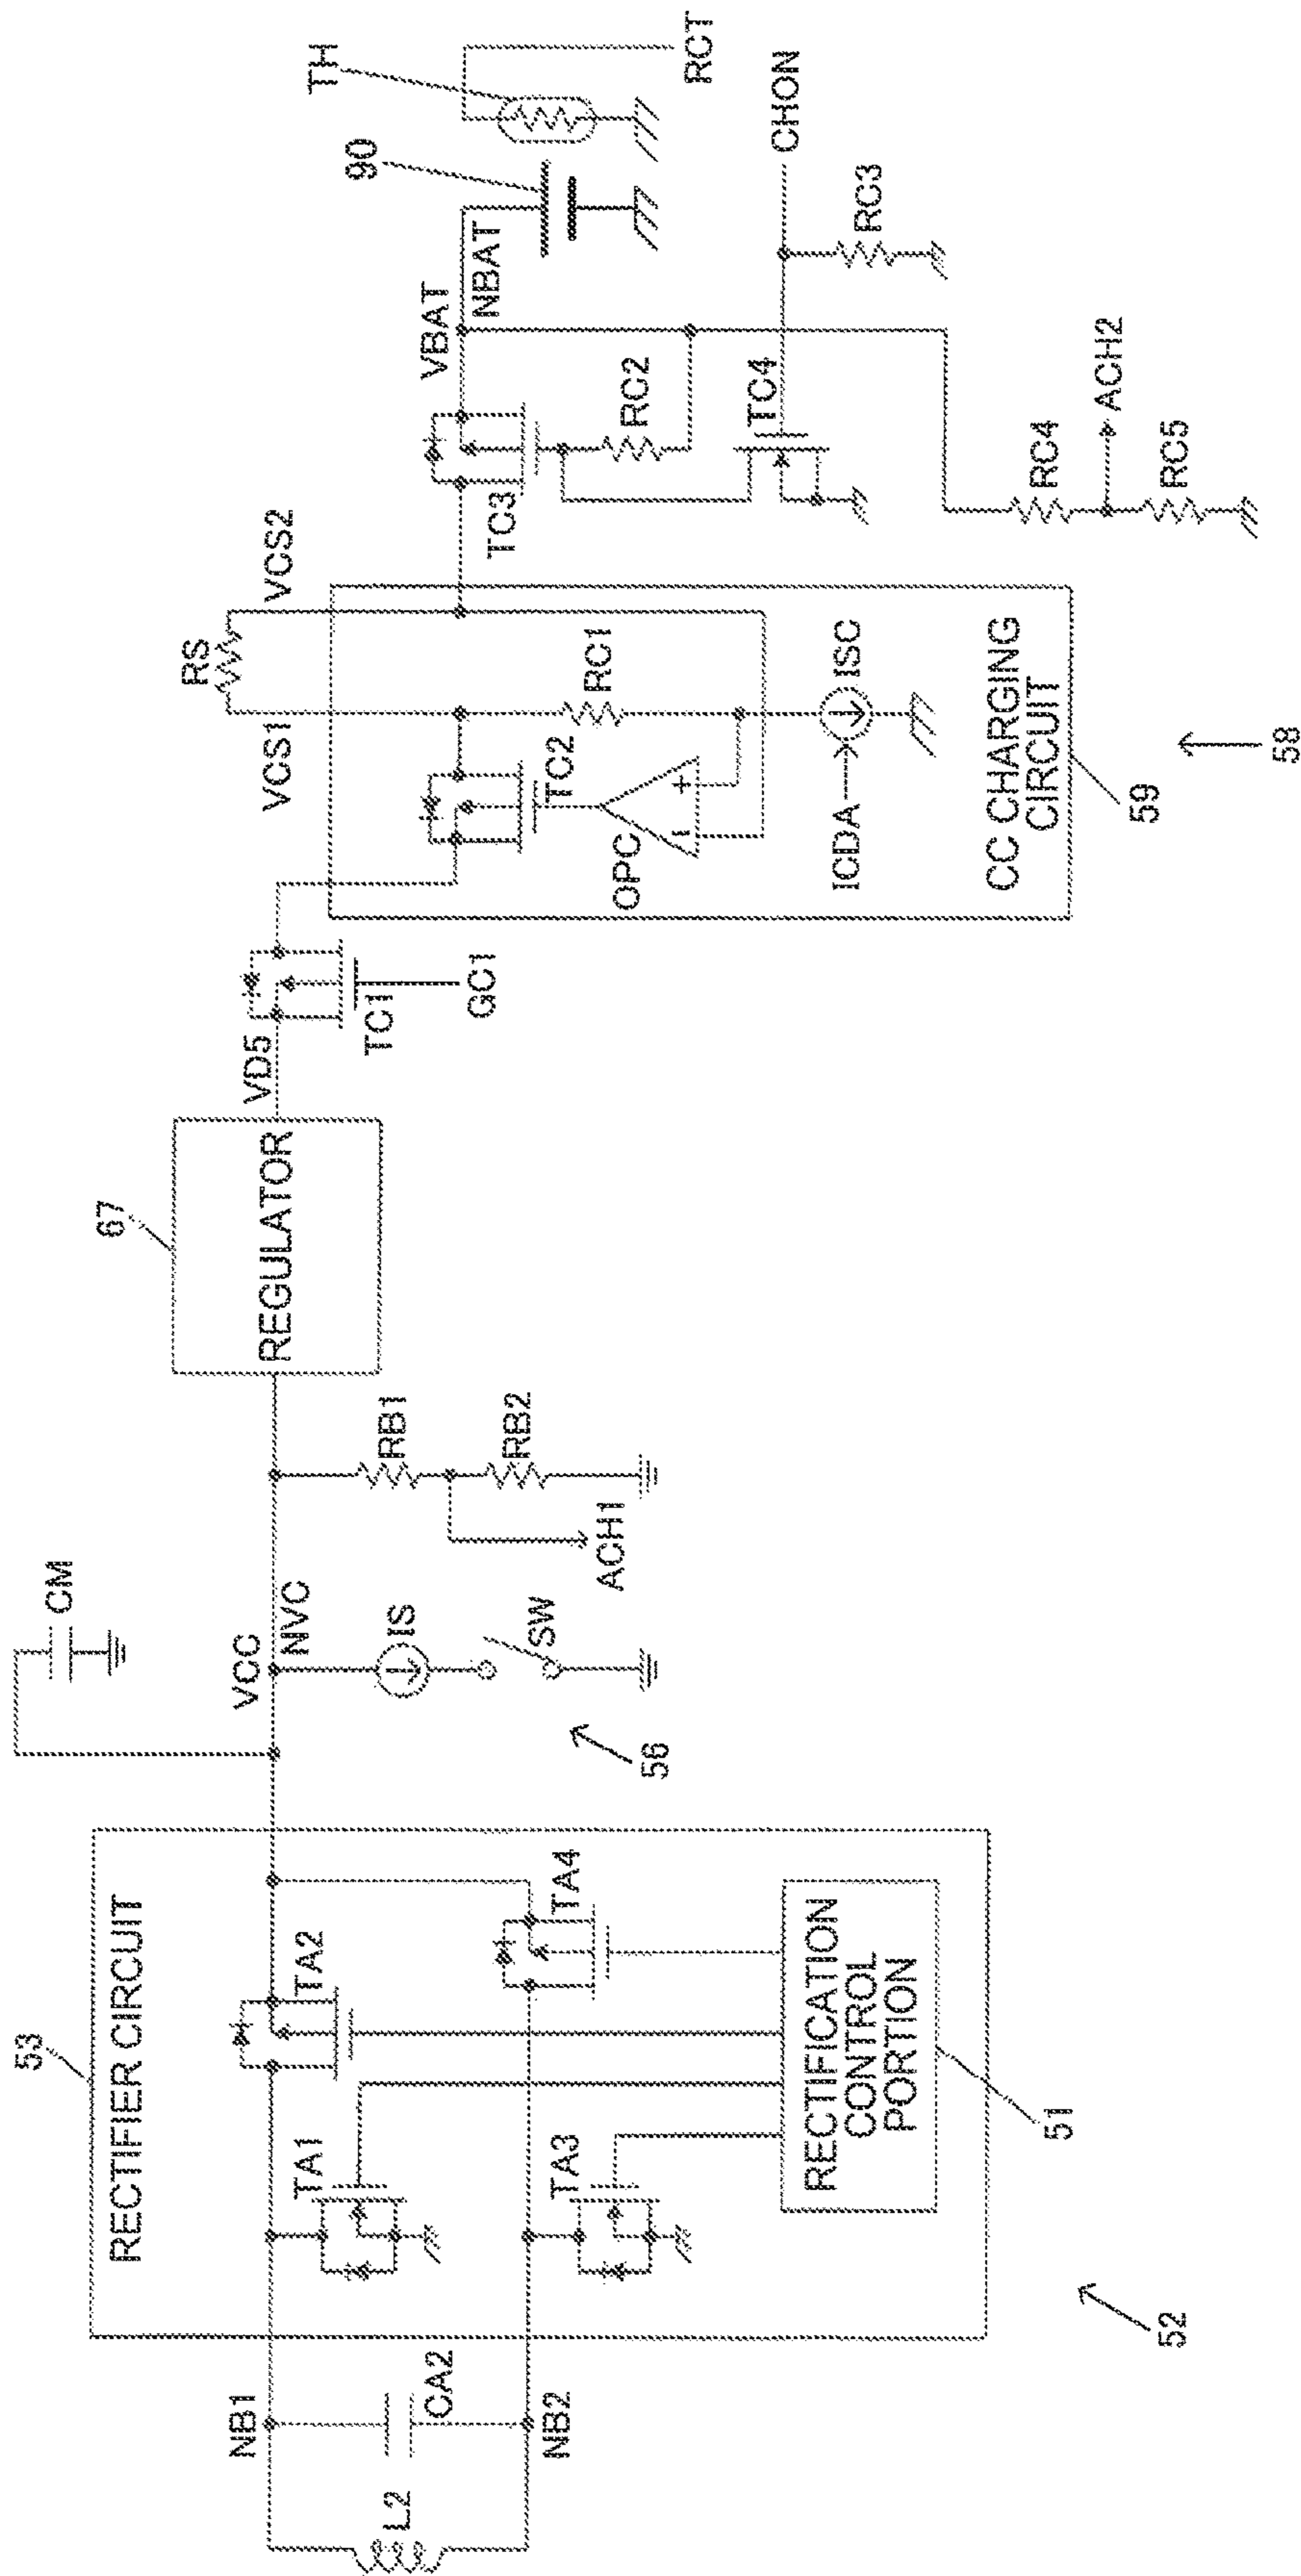 53
RECTIFIER CIRCUIT
NB1
L2
CA2
NB2
TA1
TA2
TA3
TA4
RECTIFICATION
CONTROL
PORTION
51
52
CM
VCC
NVC
IS
SW
56
RB1
RB2
ACH1
67
REGULATOR
VD5
TC1
GC1
VCS1
RS
VCS2
TC2
RC1
OPC
+
−
ICDA
ISC
CC CHARGING
CIRCUIT
59
58
TC3
VBAT
NBAT
90
TH
RCT
RC2
TC4
CHON
RC3
RC4
ACH2
RC5